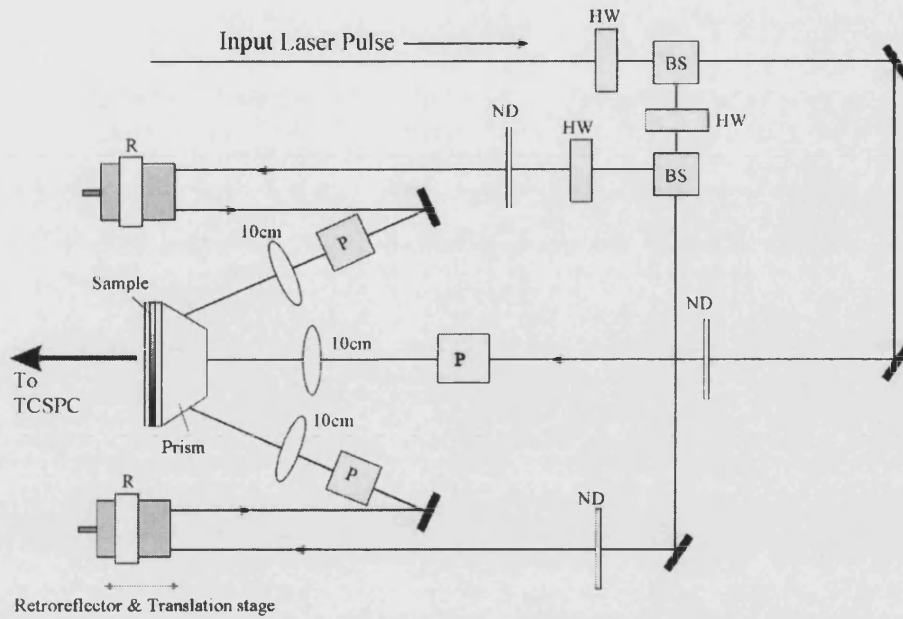 HW
Input Laser Pulse
BS
ND
HW
HW
R
BS
10cm
P
Sample
ND
10cm
P
To
TCSPC
10cm
Prism
P
R
ND
Retroreflector & Translation stage